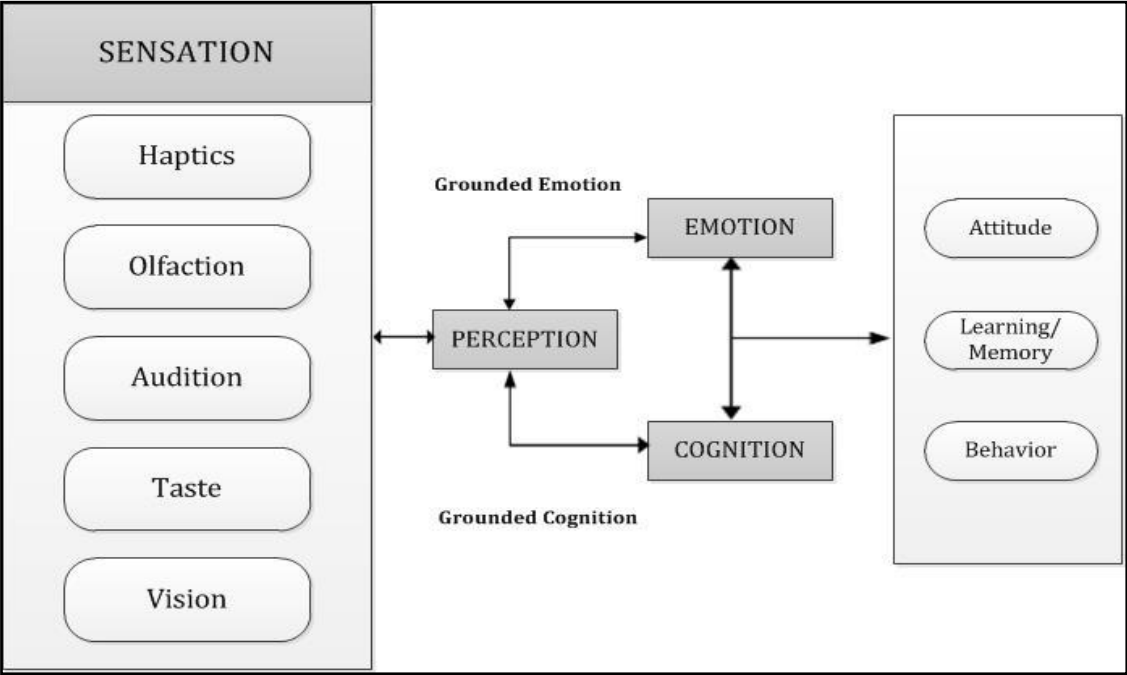 SENSATION
Haptics
Olfaction
Audition
Taste
Vision
Grounded Emotion
EMOTION
PERCEPTION
COGNITION
Grounded Cognition
Attitude
Learning/
Memory
Behavior